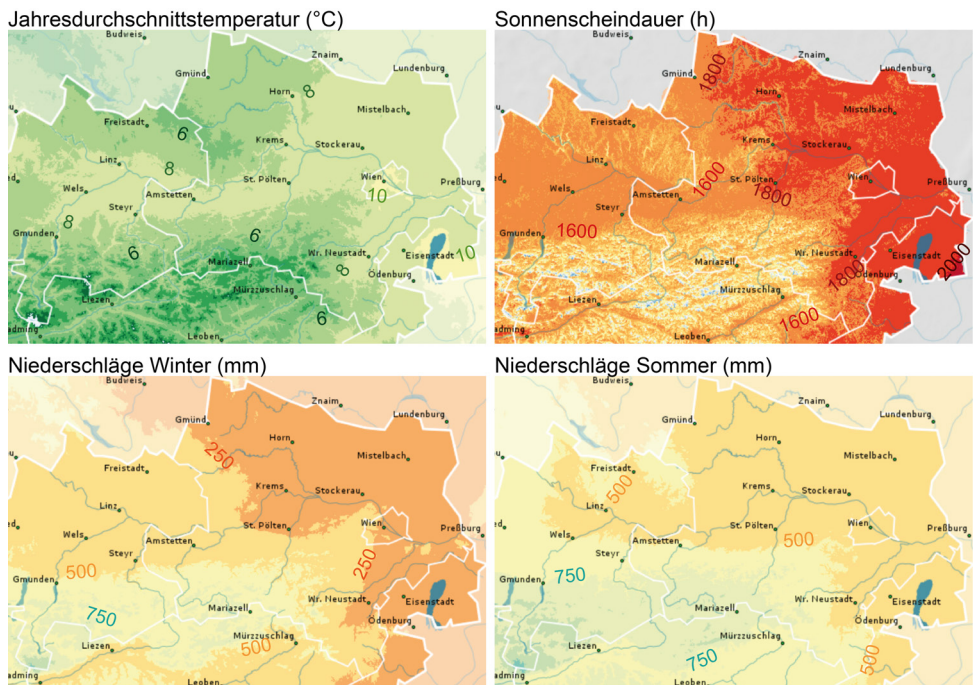 Jahresdurchschnittstemperatur (°C)
Budweis
Znaim
Lundenburg
Gmünd
Horn
8
Mistelbach
Freistadt
6
Krems
Stockerau
Linz
8
St. Pölten
Wien
Preßburg
Wels
Amstetten
10
Steyr
8
Gmunden
6
6
Mariazell
Wr. Neustadt
8
Eisenstadt
10
Ödenburg
Liezen
Mürzzuschlag
6
adming
Leoben
Sonnenscheindauer (h)
Budweis
Znaim
Lundenburg
Gmünd
1800
Horn
Mistelbach
Freistadt
Krems
Stockerau
Linz
1600
St. Pölten
Wien
Preßburg
Wels
Amstetten
1800
Steyr
Gmunden
1600
Mariazell
Wr. Neustadt
Eisenstadt
1800
Ödenburg
2000
Liezen
Mürzzuschlag
1600
adming
Leoben
Niederschläge Winter (mm)
Budweis
Znaim
Lundenburg
Gmünd
250
Horn
Mistelbach
Freistadt
Krems
Stockerau
Linz
St. Pölten
Wien
Preßburg
Wels
Amstetten
Steyr
500
250
Gmunden
Mariazell
Wr. Neustadt
Eisenstadt
750
Ödenburg
Liezen
Mürzzuschlag
500
adming
Leoben
Niederschläge Sommer (mm)
Budweis
Znaim
Lundenburg
Gmünd
Horn
Mistelbach
Freistadt
500
Krems
Stockerau
Linz
St. Pölten
Wien
Preßburg
Wels
Amstetten
500
Steyr
750
Gmunden
Mariazell
Wr. Neustadt
Eisenstadt
Ödenburg
Liezen
Mürzzuschlag
750
500
adming
Leoben